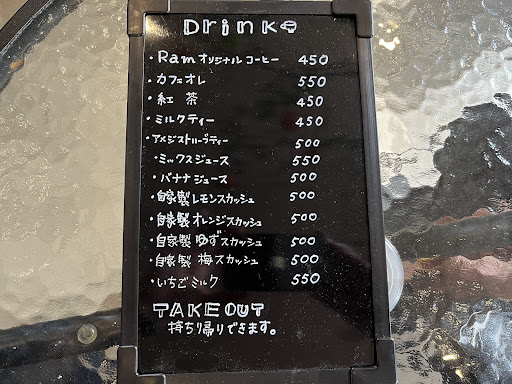 Drink
・Ramオリジナルコーヒー 450
・カフェオレ 550
・紅茶 450
・ミルクティー 450
・アメジストハーブティー 500
・ミックスジュース 550
・バナナジュース 500
・自家製レモンスカッシュ 500
・自家製オレンジスカッシュ 500
・自家製ゆずスカッシュ 500
・自家製梅スカッシュ 500
・いちごミルク 550
TAKE OUT
持ち帰りできます。